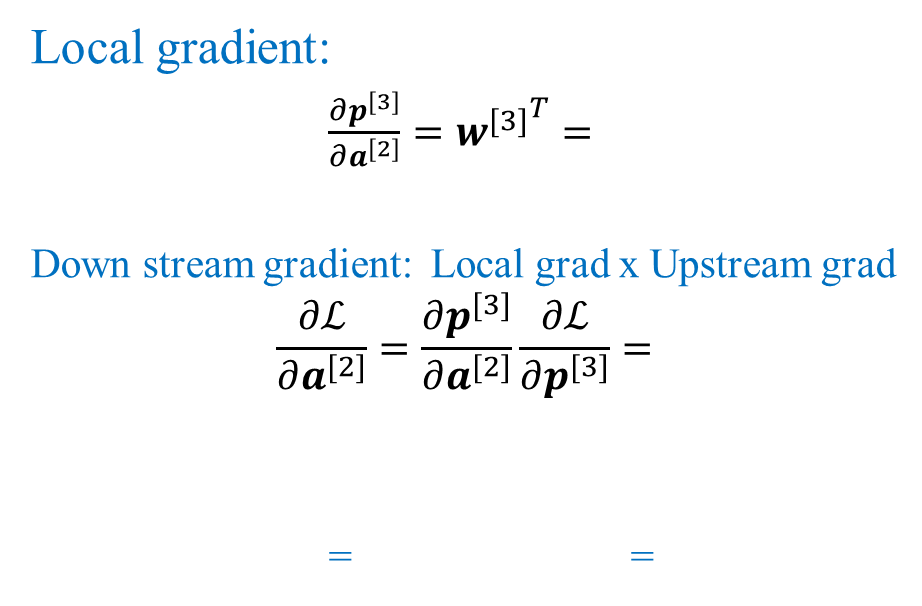 Local gradient:
∂𝒑^[3]/∂𝒂^[2] = 𝒘^[3]^T =
Down stream gradient: Local grad x Upstream grad
∂ℒ/∂𝒂^[2] = ∂𝒑^[3]/∂𝒂^[2] ∂ℒ/∂𝒑^[3] =
= =